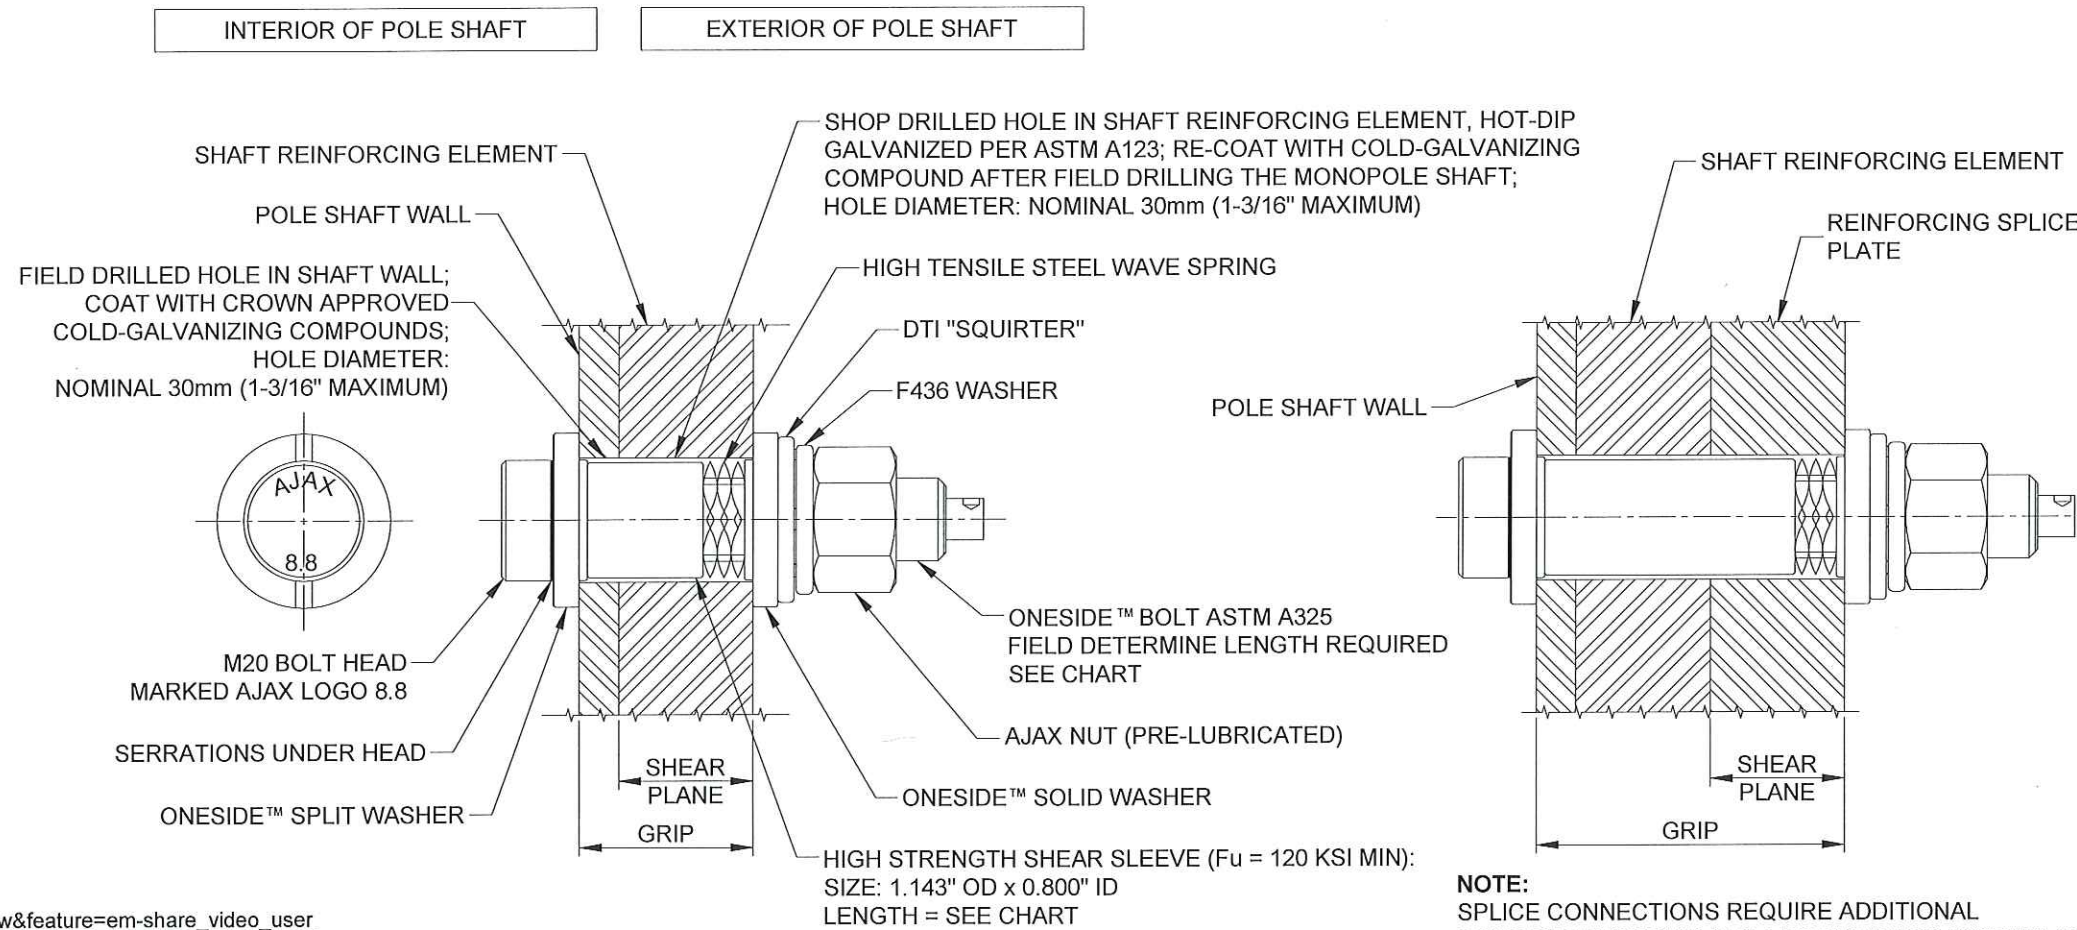 INTERIOR OF POLE SHAFT
EXTERIOR OF POLE SHAFT
SHAFT REINFORCING ELEMENT
POLE SHAFT WALL
FIELD DRILLED HOLE IN SHAFT WALL;
COAT WITH CROWN APPROVED
COLD-GALVANIZING COMPOUNDS;
HOLE DIAMETER:
NOMINAL 30mm (1-3/16" MAXIMUM)
SHOP DRILLED HOLE IN SHAFT REINFORCING ELEMENT, HOT-DIP
GALVANIZED PER ASTM A123; RE-COAT WITH COLD-GALVANIZING
COMPOUND AFTER FIELD DRILLING THE MONOPOLE SHAFT;
HOLE DIAMETER: NOMINAL 30mm (1-3/16" MAXIMUM)
HIGH TENSILE STEEL WAVE SPRING
DTI "SQUIRTER"
F436 WASHER
AJAX
8.8
M20 BOLT HEAD
MARKED AJAX LOGO 8.8
SERRATIONS UNDER HEAD
ONESIDE™ SPLIT WASHER
SHEAR
PLANE
GRIP
ONESIDE™ BOLT ASTM A325
FIELD DETERMINE LENGTH REQUIRED
SEE CHART
AJAX NUT (PRE-LUBRICATED)
ONESIDE™ SOLID WASHER
HIGH STRENGTH SHEAR SLEEVE (Fu = 120 KSI MIN):
SIZE: 1.143" OD x 0.800" ID
LENGTH = SEE CHART
SHAFT REINFORCING ELEMENT
REINFORCING SPLICE
PLATE
POLE SHAFT WALL
SHEAR
PLANE
GRIP
NOTE:
SPLICE CONNECTIONS REQUIRE ADDITIONAL
w&feature=em-share_video_user